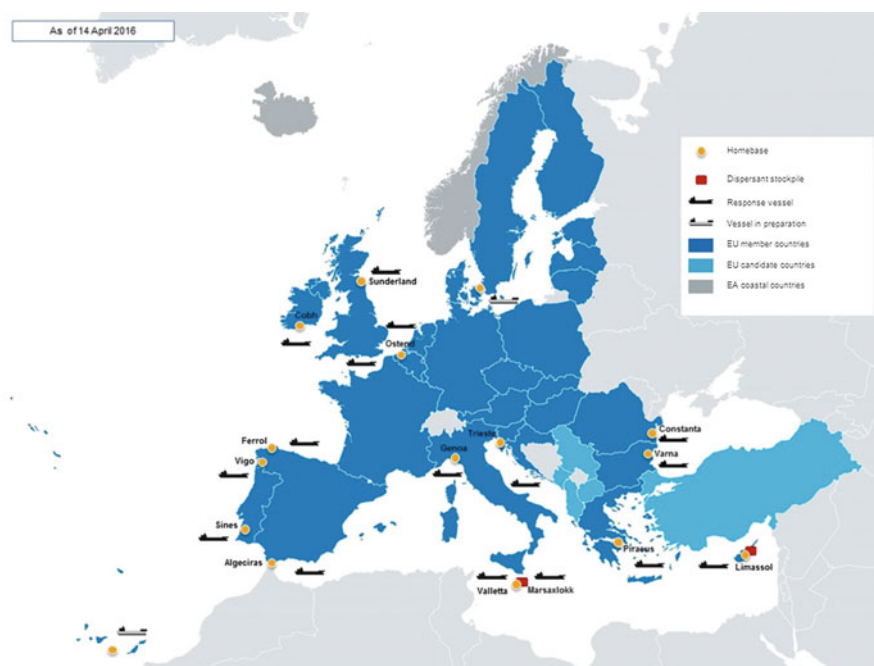 As of 14 April 2016
Homebase
Dispersant stockpile
Response vessel
Vessel in preparation
EU member countries
EU candidate countries
EA coastal countries
Sunderland
Cobh
Ostend
Ferrol
Vigo
Trieste
Genoa
Constanta
Varna
Sines
Algeciras
Piraeus
Limassol
Valletta Marsaxlokk